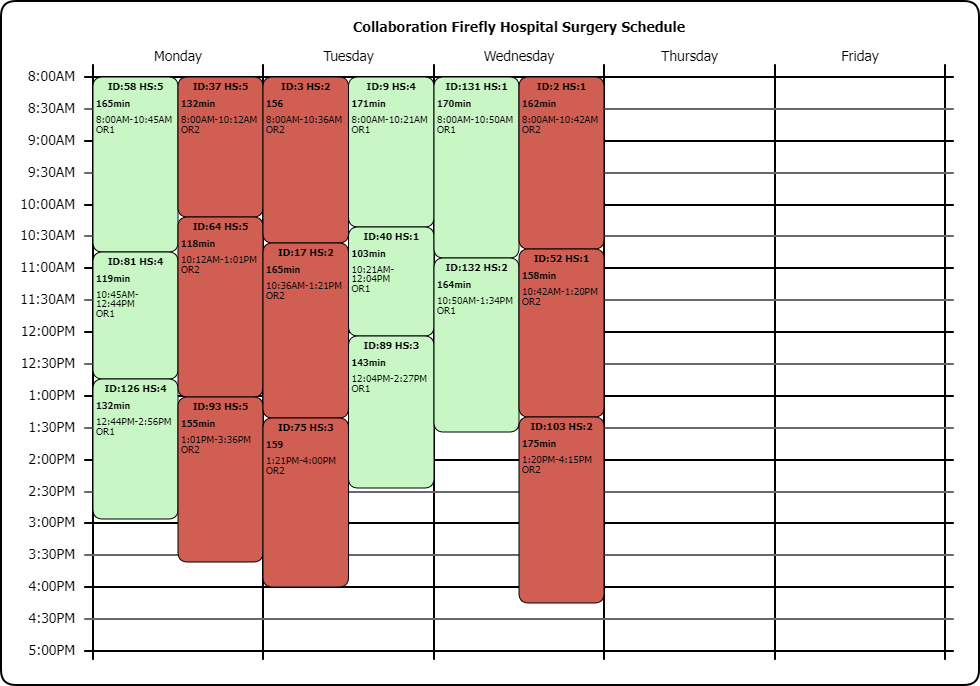 Collaboration Firefly Hospital Surgery Schedule
Monday Tuesday Wednesday Thursday Friday
8:00AM
8:30AM
9:00AM
9:30AM
10:00AM
10:30AM
11:00AM
11:30AM
12:00PM
12:30PM
1:00PM
1:30PM
2:00PM
2:30PM
3:00PM
3:30PM
4:00PM
4:30PM
5:00PM
ID:58 HS:5
165min
8:00AM-10:45AM
OR1
ID:81 HS:4
119min
10:45AM-
12:44PM
OR1
ID:126 HS:4
132min
12:44PM-2:56PM
OR1
ID:37 HS:5
132min
8:00AM-10:12AM
OR2
ID:64 HS:5
118min
10:12AM-1:01PM
OR2
ID:93 HS:5
155min
1:01PM-3:36PM
OR2
ID:3 HS:2
156
8:00AM-10:36AM
OR2
ID:17 HS:2
165min
10:36AM-1:21PM
OR2
ID:75 HS:3
159
1:21PM-4:00PM
OR2
ID:9 HS:4
171min
8:00AM-10:21AM
OR1
ID:40 HS:1
103min
10:21AM-
12:04PM
OR1
ID:89 HS:3
143min
12:04PM-2:27PM
OR1
ID:131 HS:1
170min
8:00AM-10:50AM
OR1
ID:132 HS:2
164min
10:50AM-1:34PM
OR1
ID:2 HS:1
162min
8:00AM-10:42AM
OR2
ID:52 HS:1
158min
10:42AM-1:20PM
OR2
ID:103 HS:2
175min
1:20PM-4:15PM
OR2